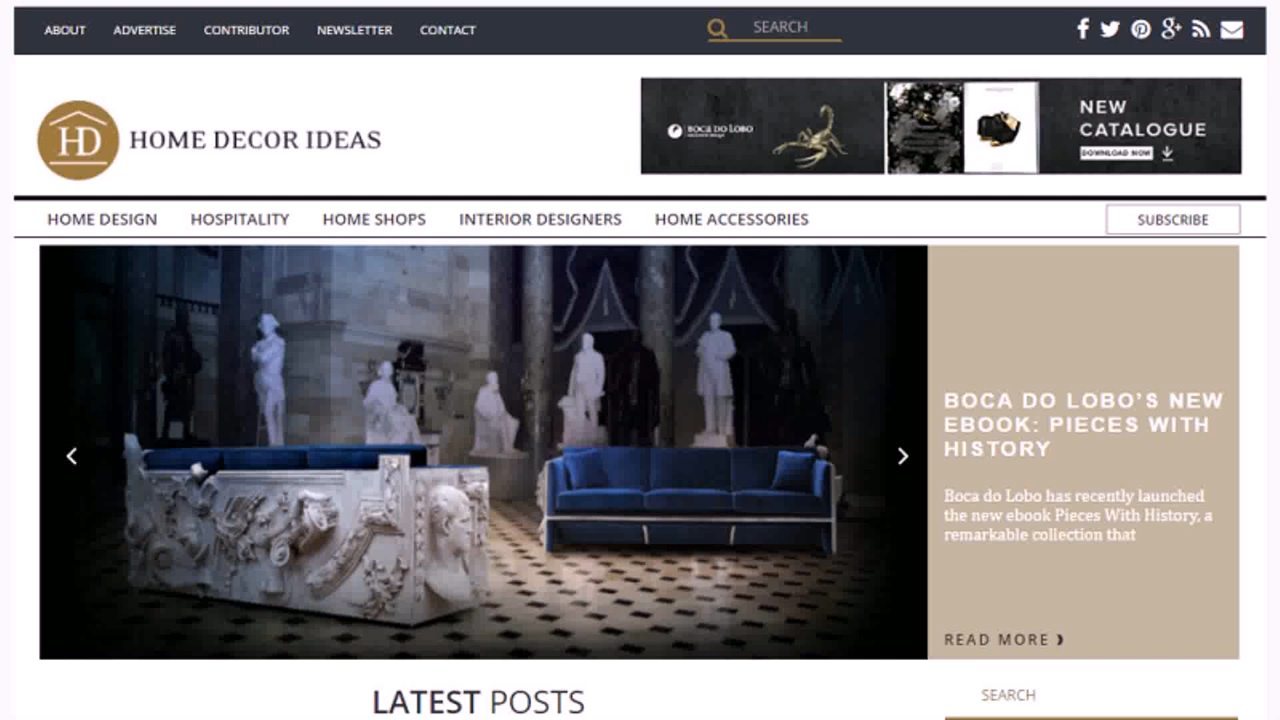 ABOUT ADVERTISE CONTRIBUTOR NEWSLETTER CONTACT SEARCH
HD HOME DECOR IDEAS
BOCA DO LOBO
NEW
CATALOGUE
DOWNLOAD NOW
HOME DESIGN HOSPITALITY HOME SHOPS INTERIOR DESIGNERS HOME ACCESSORIES SUBSCRIBE
BOCA DO LOBO'S NEW
EBOOK: PIECES WITH
HISTORY
Boca do Lobo has recently launched
the new ebook Pieces With History, a
remarkable collection that
READ MORE
LATEST POSTS
SEARCH